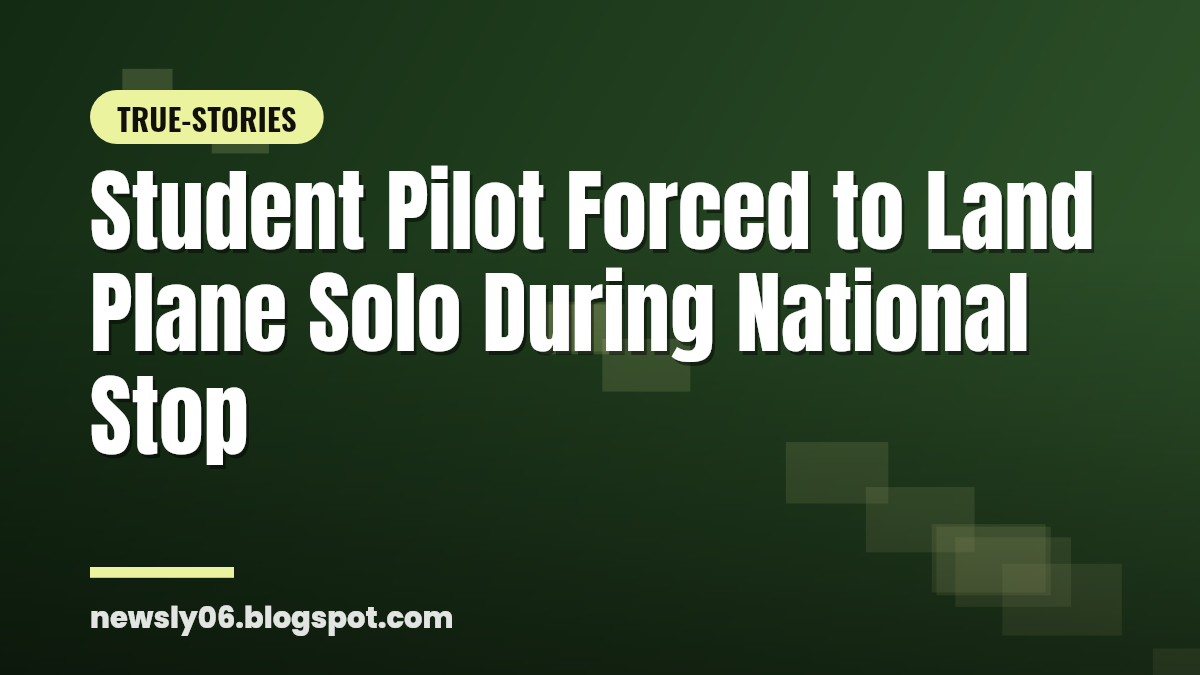 TRUE-STORIES
Student Pilot Forced to Land
Plane Solo During National
Stop
newsly06.blogspot.com